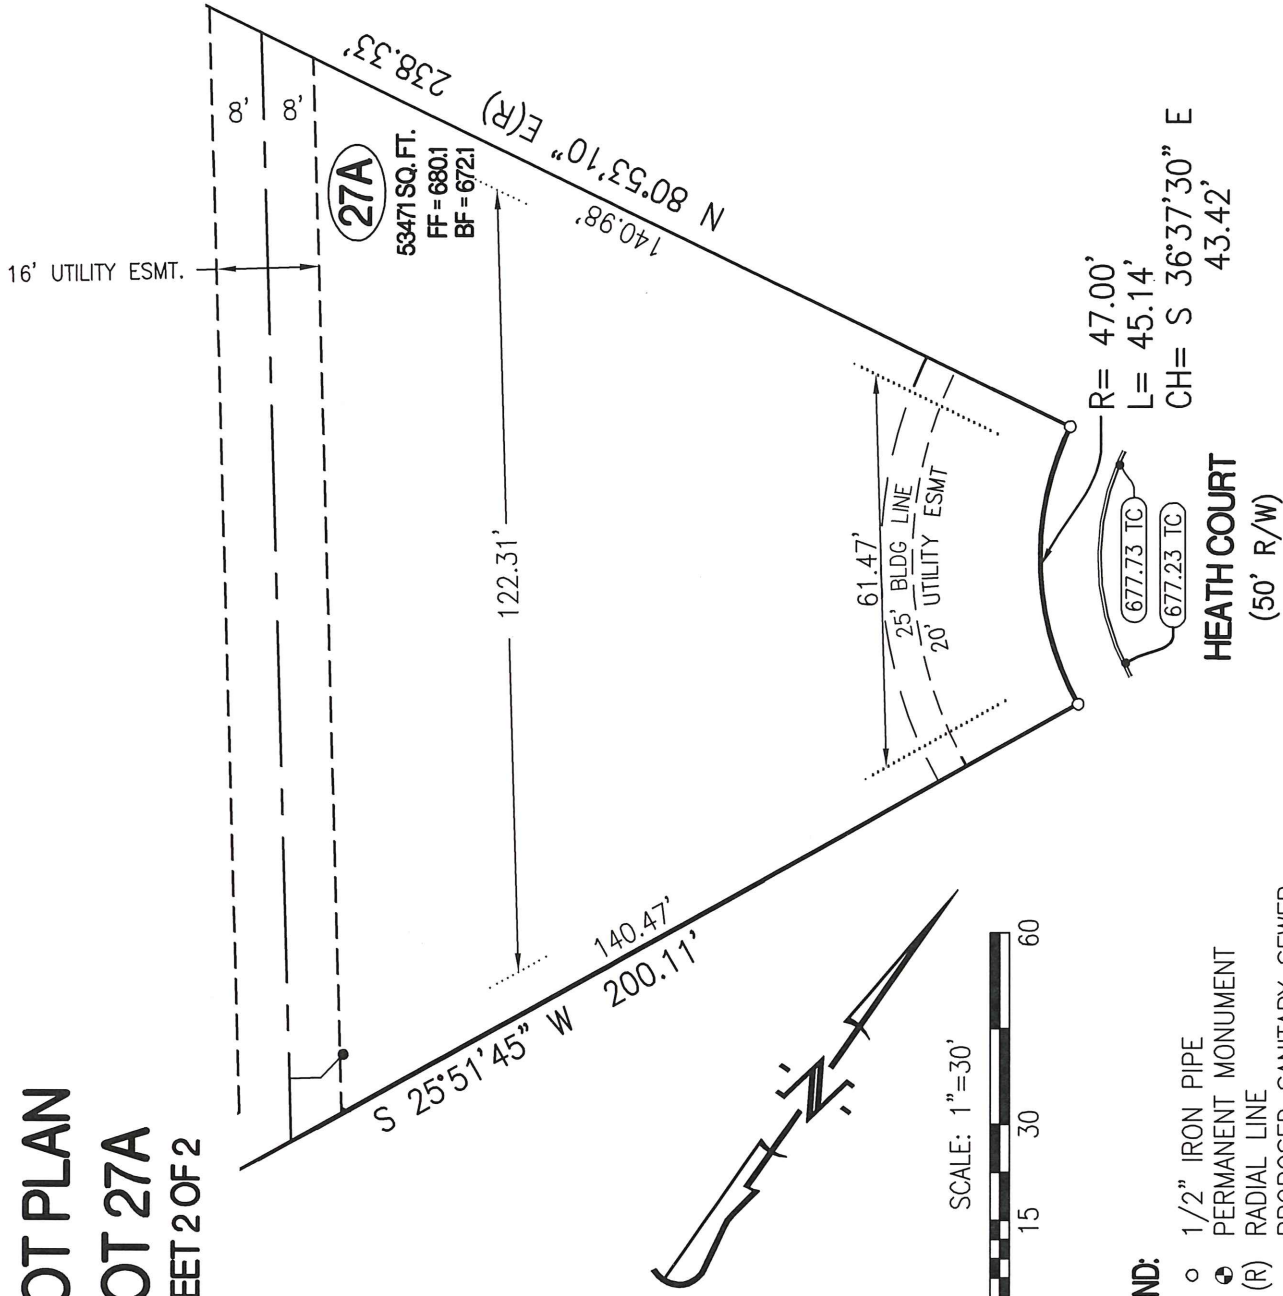 OT PLAN
OT 27A
EET 2 OF 2
16' UTILITY ESMT.
8'
8'
27A
53471 SQ. FT.
FF = 680.1
BF = 672.1
N 80°53'10" E(R) 238.33'
140.98'
122.31'
S 25°51'45" W 200.11'
140.47'
61.47'
25' BLDG LINE
20' UTILITY ESMT
R= 47.00'
L= 45.14'
CH= S 36°37'30" E
43.42'
677.73 TC
677.23 TC
HEATH COURT
(50' R/W)
N
SCALE: 1"=30'
15 30 60
ND:
1/2" IRON PIPE
PERMANENT MONUMENT
(R) RADIAL LINE